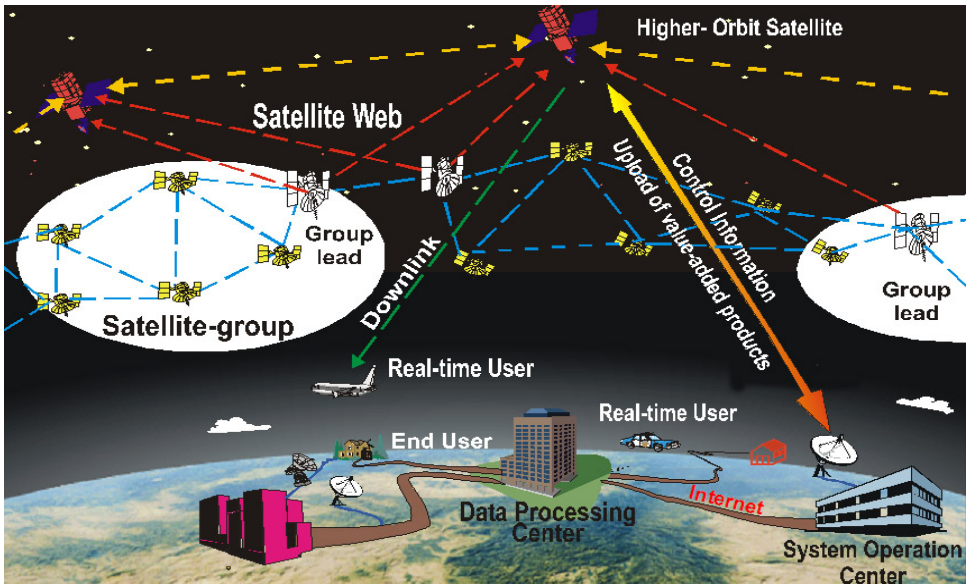 Higher- Orbit Satellite
Satellite Web
Group
lead
Satellite-group
Downlink
Control Information
Upload of value-added products
Group
lead
Real-time User
Real-time User
End User
Data Processing
Center
Internet
System Operation
Center